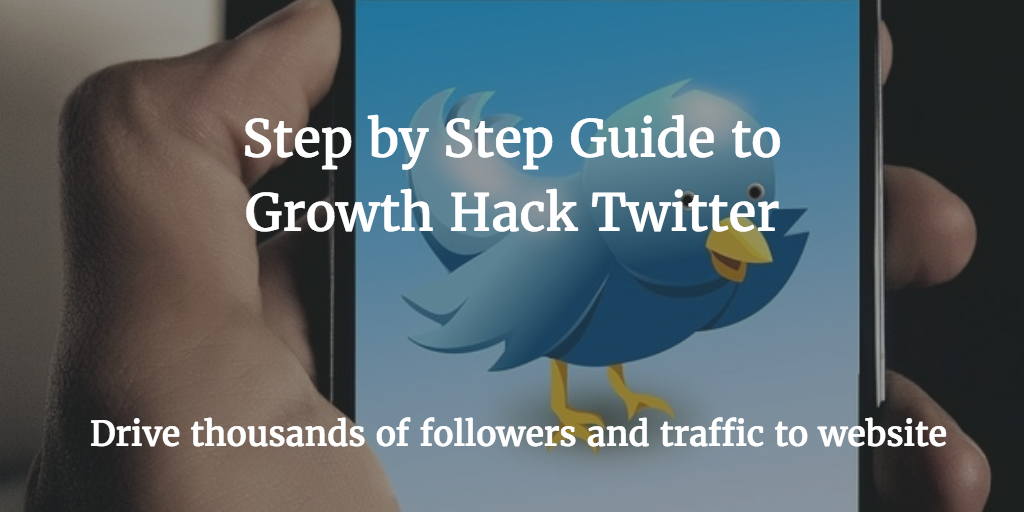 Step by Step Guide to
Growth Hack Twitter
Drive thousands of followers and traffic to website